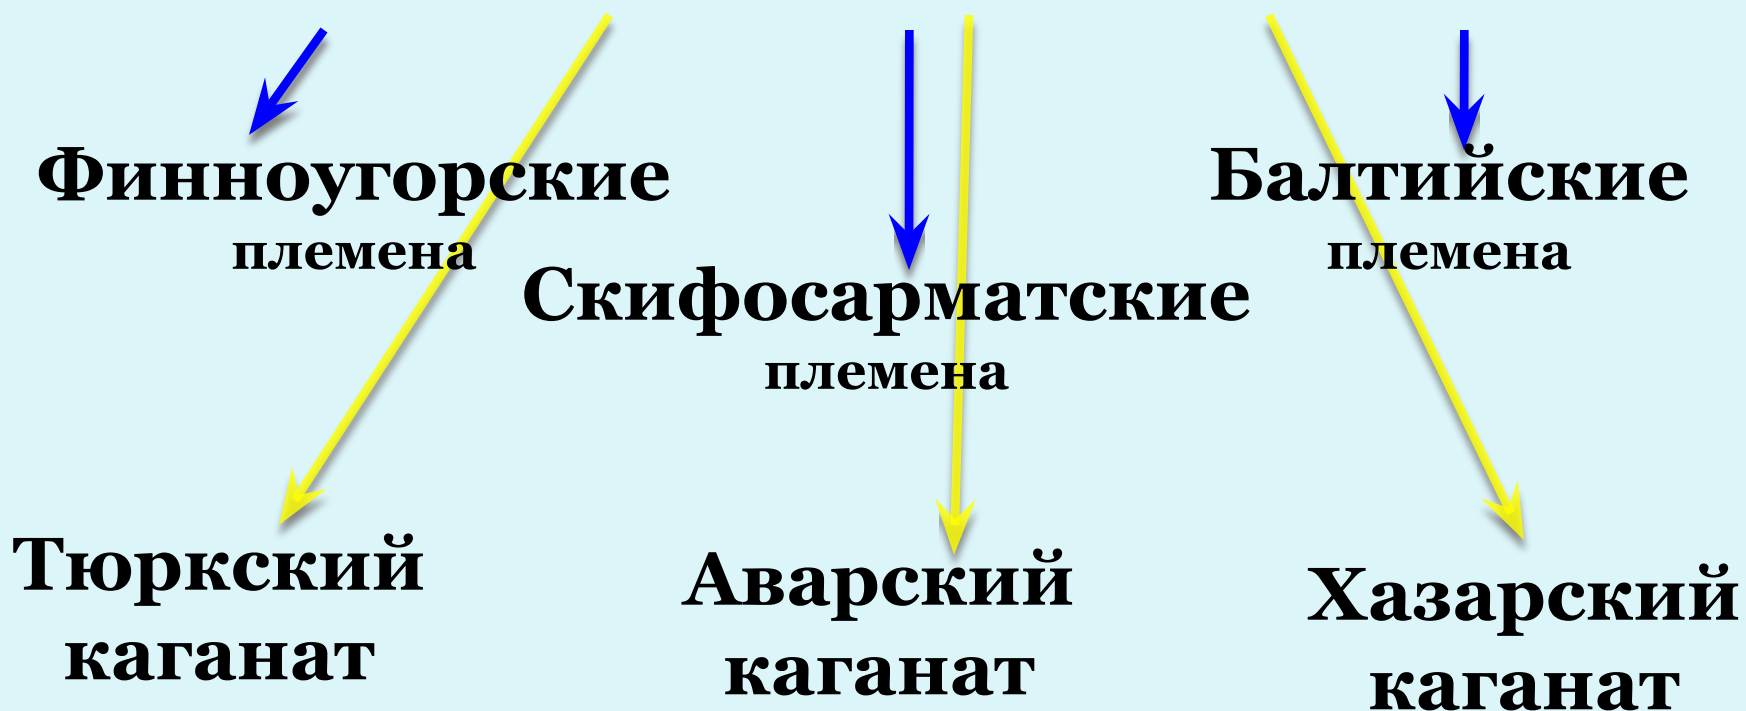 Финноугорские
племена
Балтийские
племена
Скифосарматские
племена
Тюркский
каганат
Аварский
каганат
Хазарский
каганат